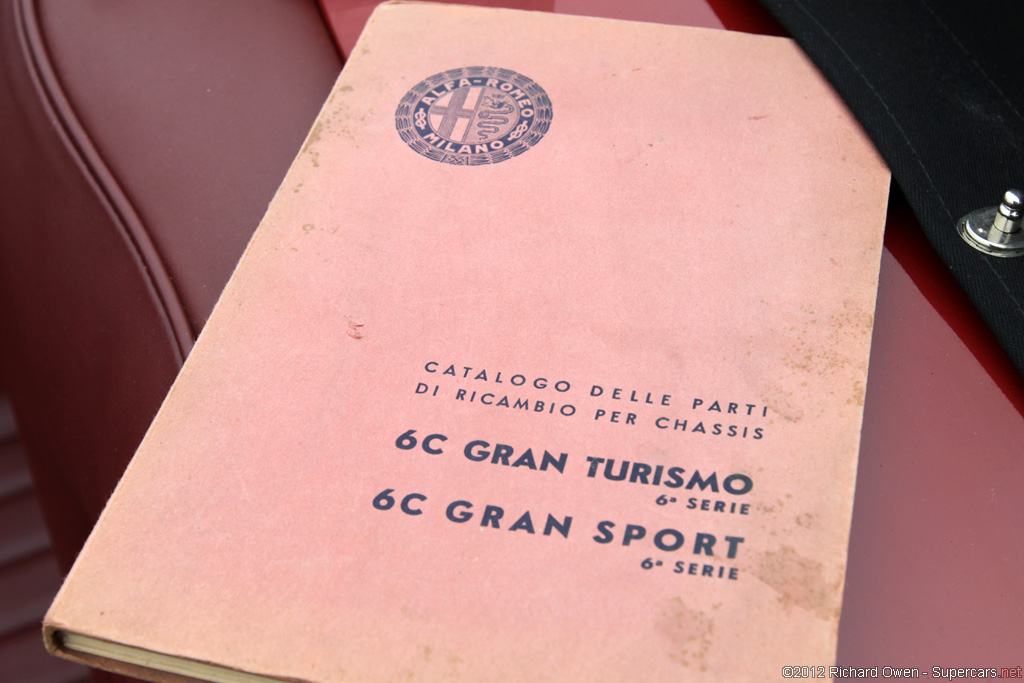 ALFA-ROMEO
MILANO
CATALOGO DELLE PARTI
DI RICAMBIO PER CHASSIS
6C GRAN TURISMO
6ª SERIE
6C GRAN SPORT
6ª SERIE
©2012 Richard Owen - Supercars.net